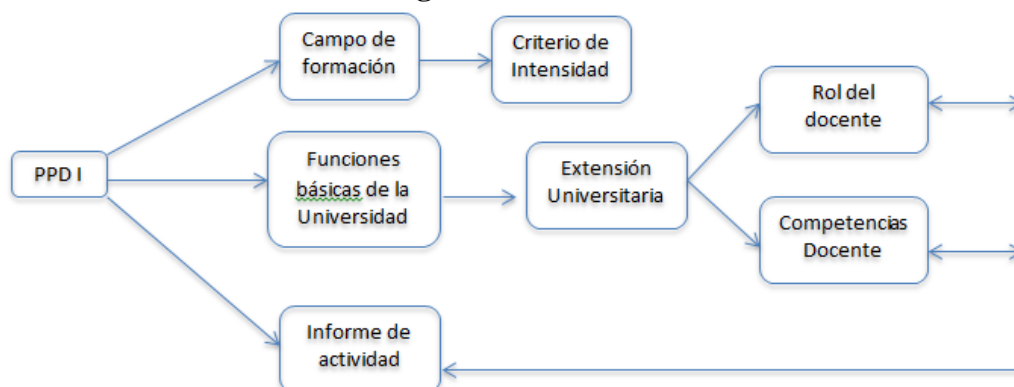 Campo de
formación
Criterio de
Intensidad
Rol del
docente
PPD I
Funciones
básicas de la
Universidad
Extensión
Universitaria
Competencias
Docente
Informe de
actividad